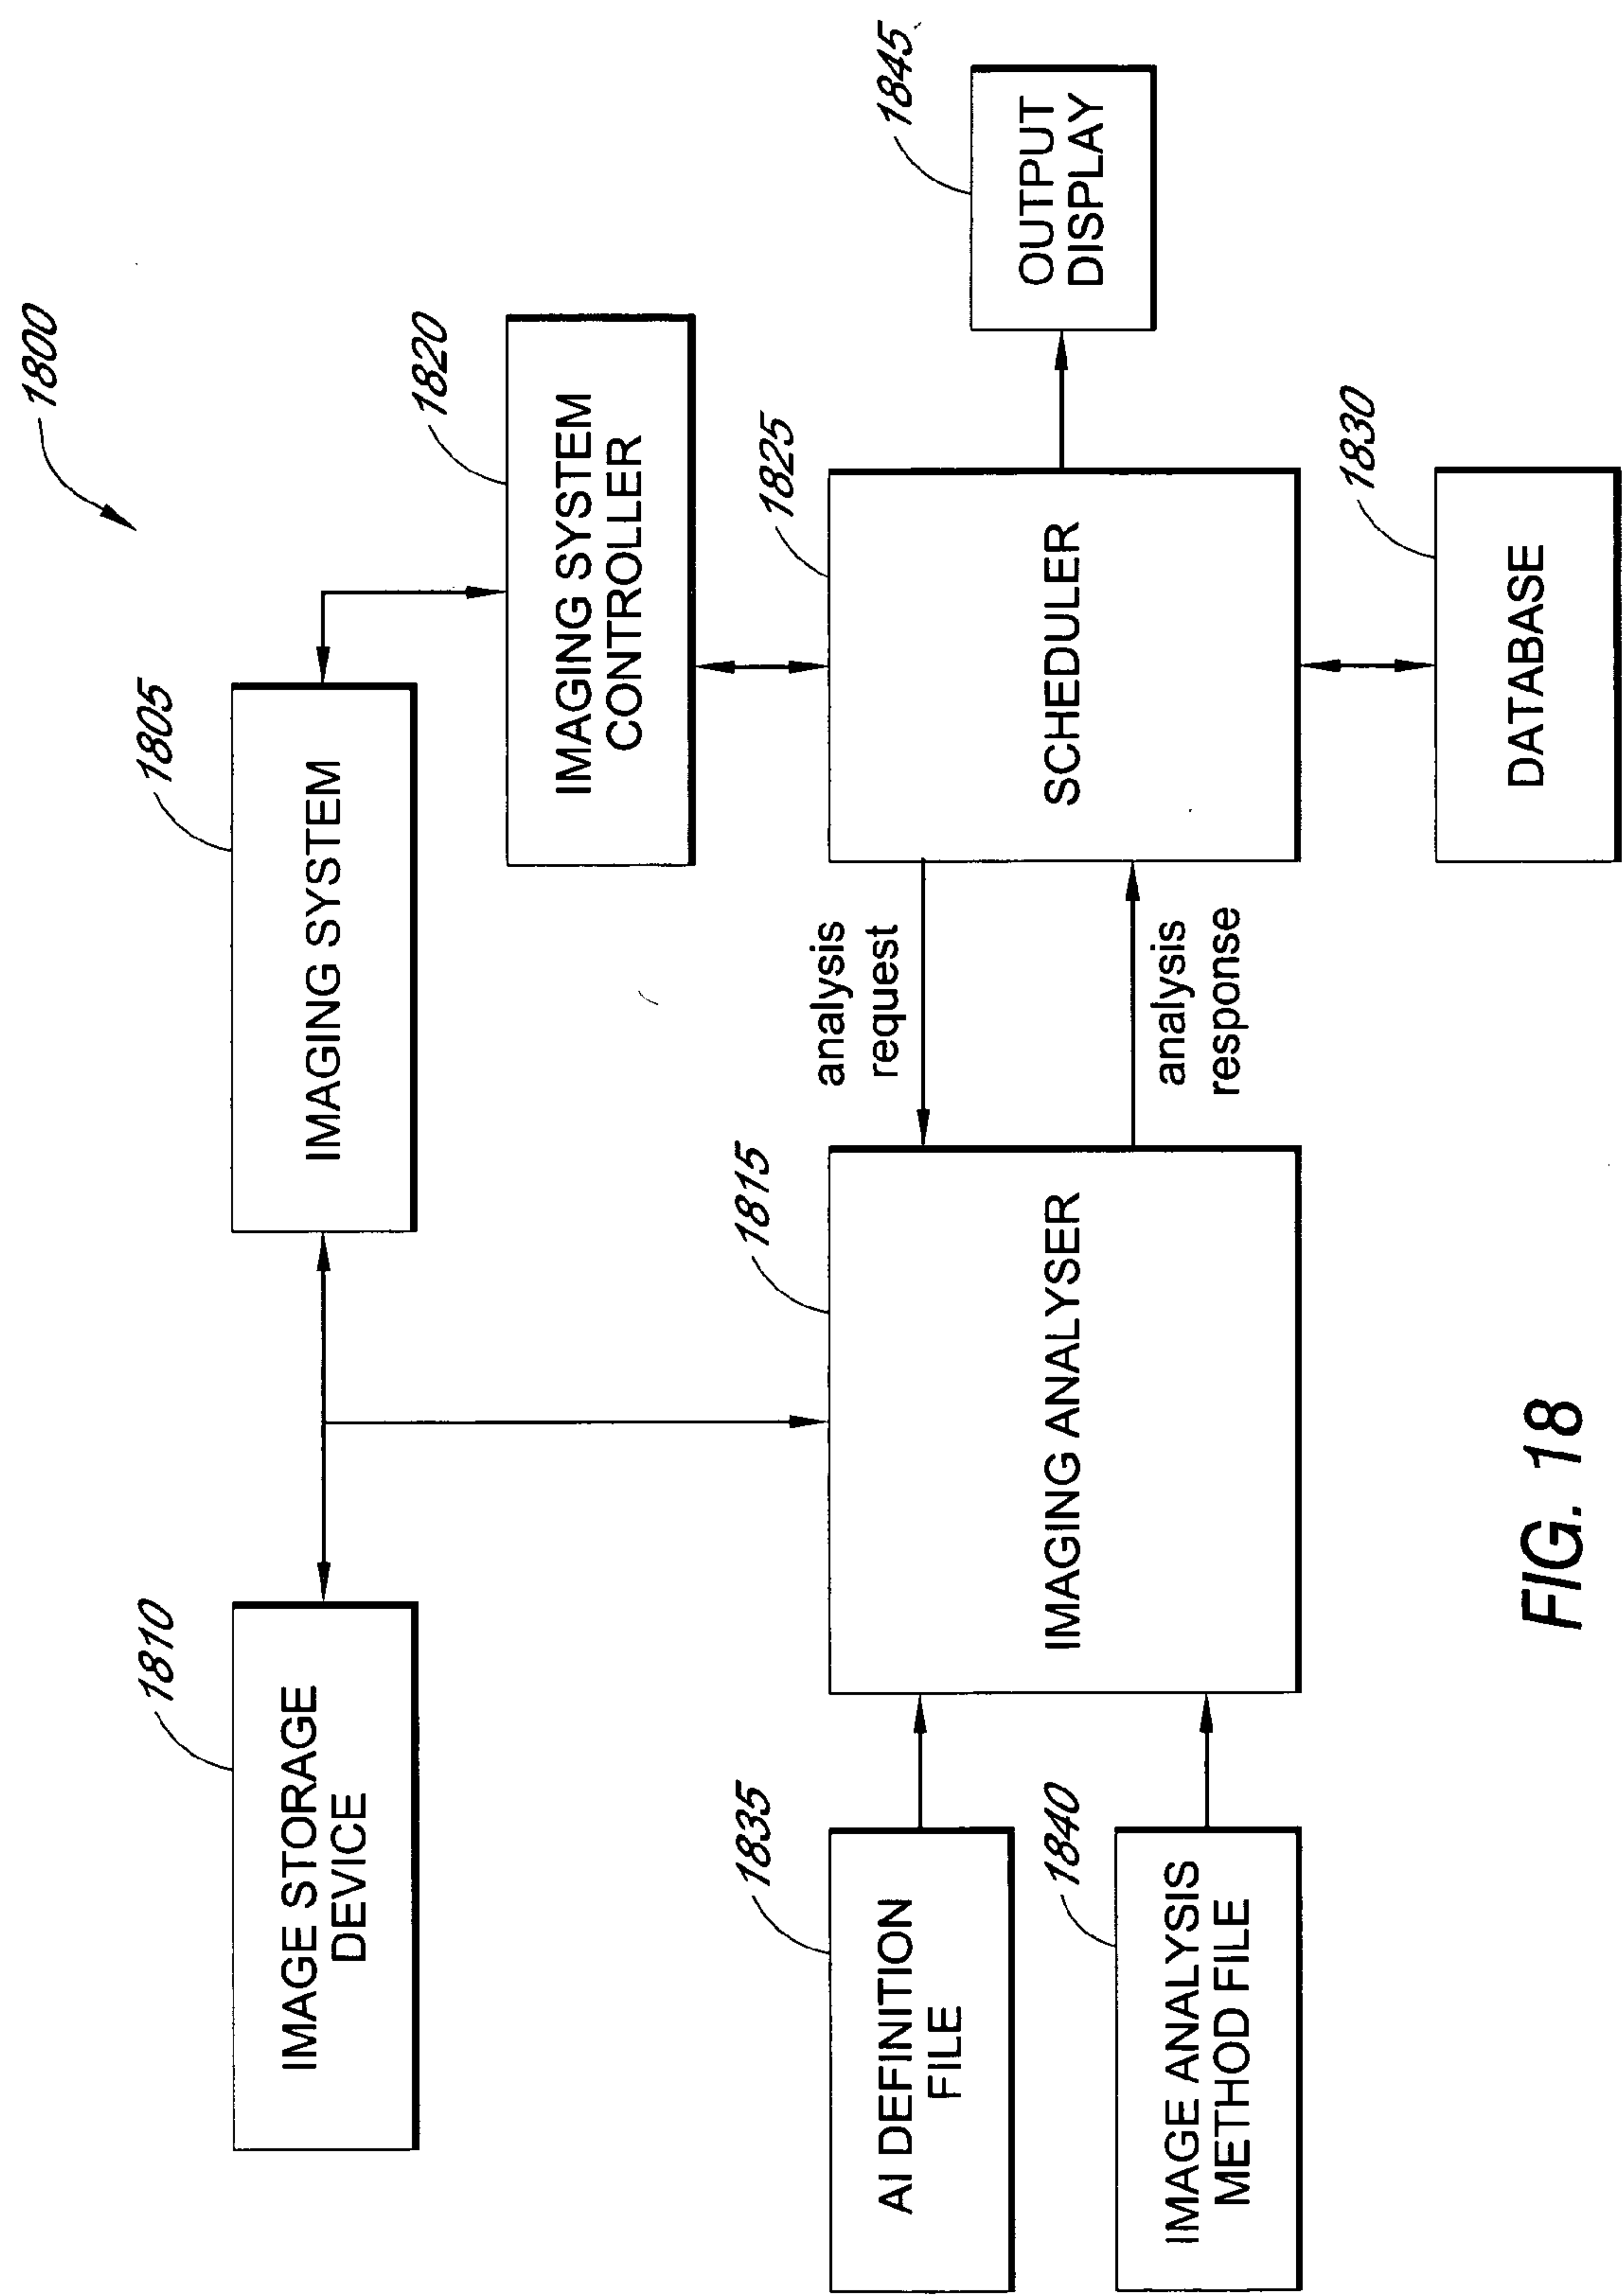 1800
1810
IMAGE STORAGE
DEVICE
1805
IMAGING SYSTEM
1820
IMAGING SYSTEM
CONTROLLER
1835
AI DEFINITION
FILE
1840
IMAGE ANALYSIS
METHOD FILE
1815
IMAGING ANALYSER
analysis
request
analysis
response
1825
SCHEDULER
1845
OUTPUT
DISPLAY
1830
DATABASE
FIG. 18